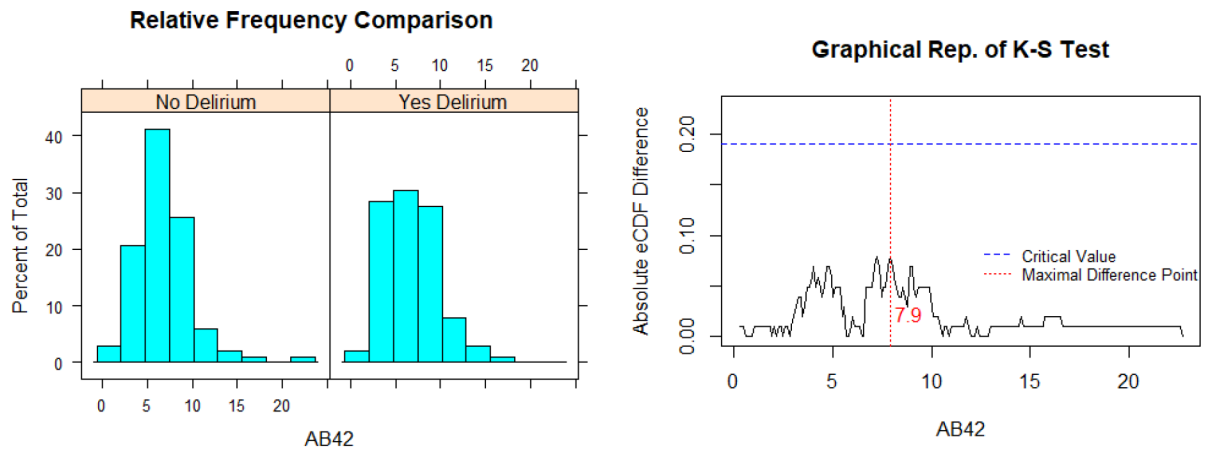 Relative Frequency Comparison
0 5 10 15 20
No Delirium
Yes Delirium
Percent of Total
40
30
20
10
0
0 5 10 15 20
AB42
Graphical Rep. of K-S Test
Absolute eCDF Difference
0.20
0.10
0.00
Critical Value
Maximal Difference Point
7.9
0 5 10 15 20
AB42